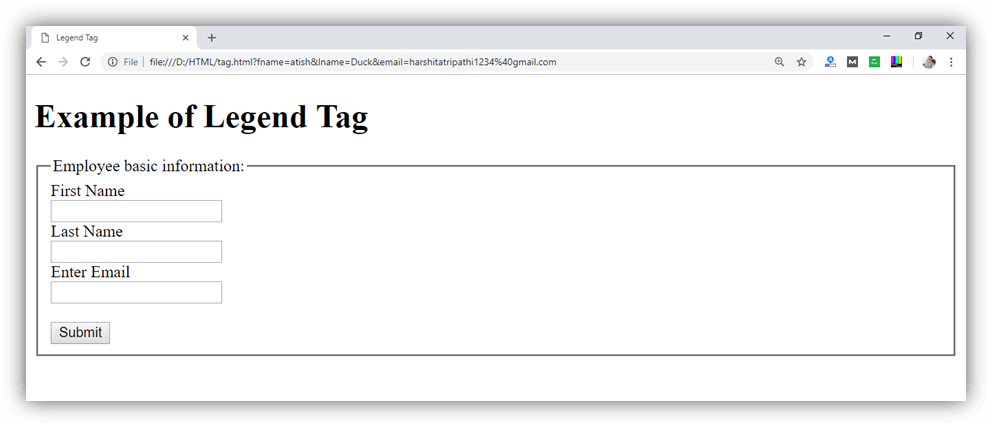 Legend Tag
File file:///D:/HTML/tag.html?fname=atish&lname=Duck&email=harshitatripathi1234%40gmail.com
Example of Legend Tag
Employee basic information:
First Name
Last Name
Enter Email
Submit